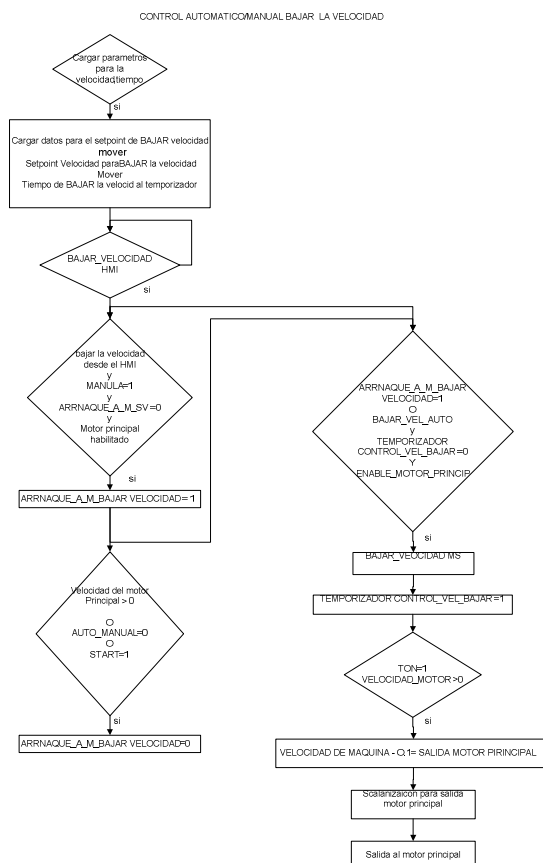 CONTROL AUTOMATICO/MANUAL BAJAR LA VELOCIDAD
Cargar parametros
para la
velocidad,tiempo
si
Cargar datos para el setpoint de BAJAR velocidad
mover
Setpoint Velocidad paraBAJAR la velocidad
Mover
Tiempo de BAJAR la velocid al temporizador
BAJAR_VELOCIDAD
HMI
si
bajar la velocidad
desde el HMI
y
MANULA=1
y
ARRNAQUE_A_M_SV=0
y
Motor principal
habilitado
si
ARRNAQUE_A_M_BAJAR VELOCIDAD=1
Velocidad del motor
Principal > 0
O
AUTO_MANUAL=0
O
START=1
si
ARRNAQUE_A_M_BAJAR VELOCIDAD=0
ARRNAQUE_A_M_BAJAR
VELOCIDAD=1
O
BAJAR_VEL_AUTO
y
TEMPORIZADOR
CONTROL_VEL_BAJAR=0
Y
ENABLE_MOTOR_PRINCIP
si
BAJAR_VEOCIDAD MS
TEMPORIZADOR CONTROL_VEL_BAJAR=1
TON=1
VELOCIDAD_MOTOR>0
si
VELOCIDAD DE MAQUINA - 0.1= SALIDA MOTOR PIRINCIPAL
Scalanizaicon para salida
motor principal
Salida al motor principal